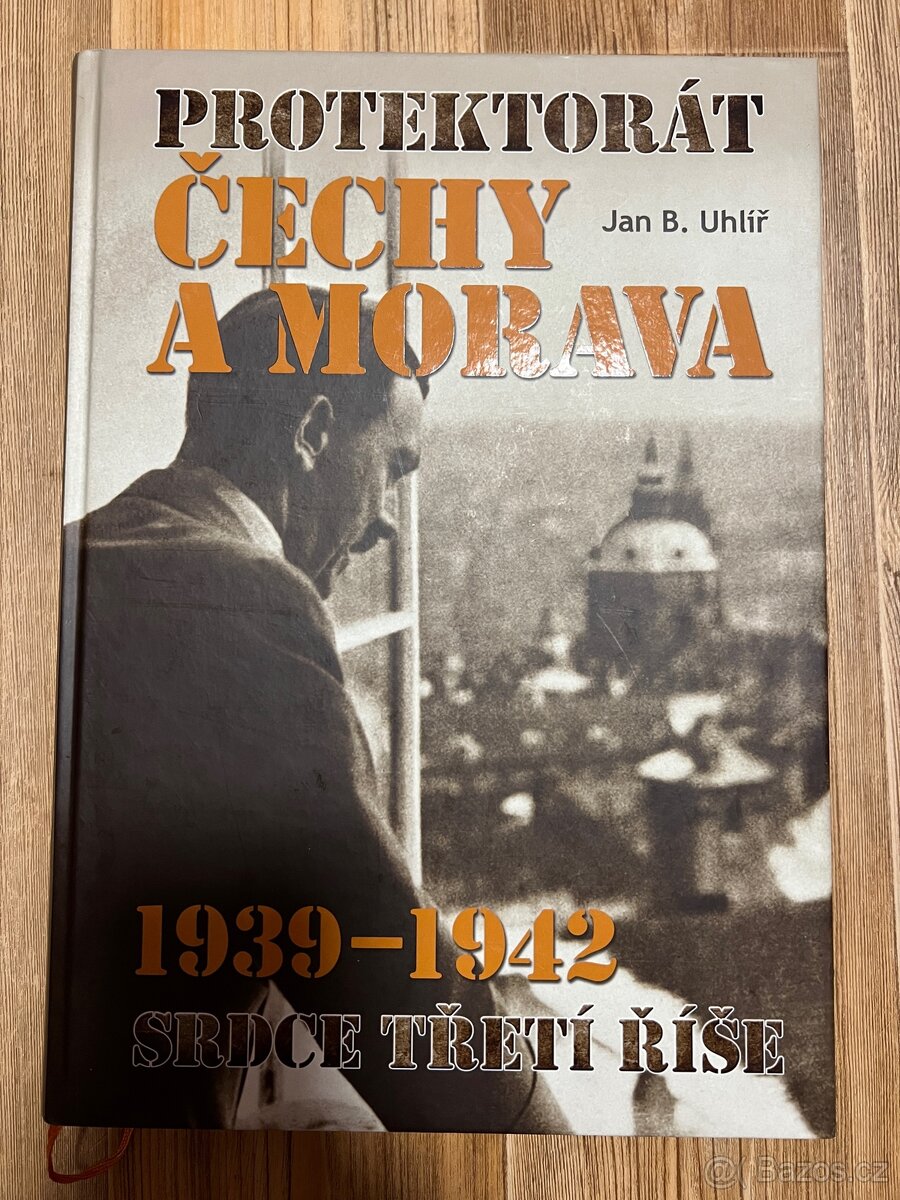 PROTEKTORÁT
ČECHY
Jan B. Uhlíř
A MORAVA
1939–1942
SRDCE TŘETÍ ŘÍŠE
© Bazos.cz